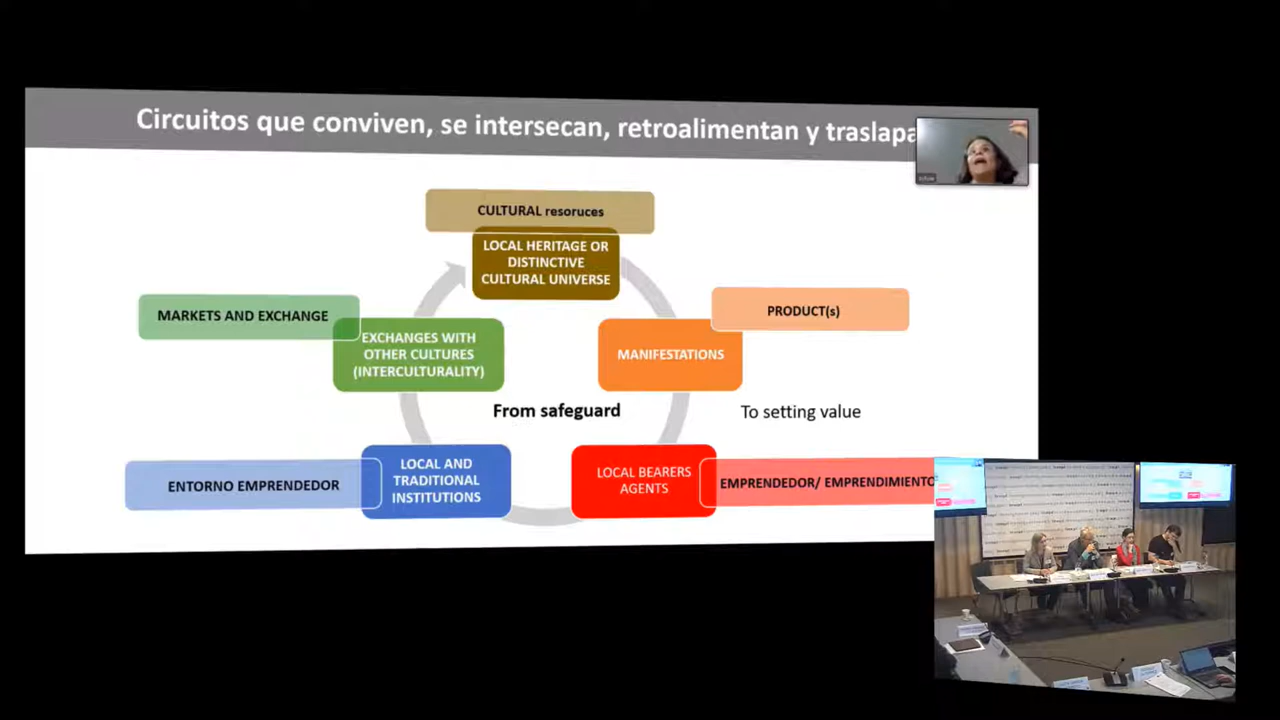 Circuitos que conviven, se intersecan, retroalimentan y traslapa
CULTURAL resoruces
LOCAL HERITAGE OR
DISTINCTIVE
CULTURAL UNIVERSE
MARKETS AND EXCHANGE
PRODUCT(s)
EXCHANGES WITH
OTHER CULTURES
(INTERCULTURALITY)
MANIFESTATIONS
From safeguard
To setting value
ENTORNO EMPRENDEDOR
LOCAL AND
TRADITIONAL
INSTITUTIONS
LOCAL BEARERS
AGENTS
EMPRENDEDOR/ EMPRENDIMIENTO